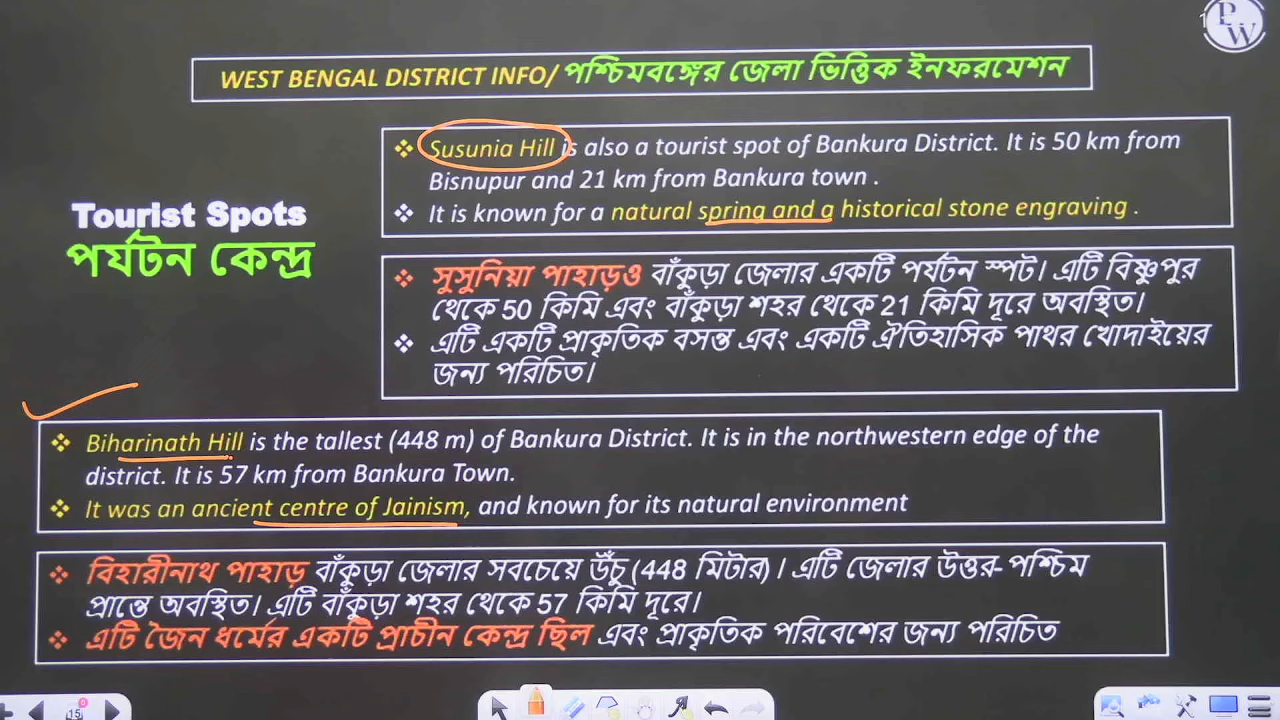 PW
WEST BENGAL DISTRICT INFO/ পশ্চিমবঙ্গের জেলা ভিত্তিক ইনফরমেশন
Tourist Spots
পর্যটন কেন্দ্র
❖ Susunia Hill is also a tourist spot of Bankura District. It is 50 km from
Bisnupur and 21 km from Bankura town .
❖ It is known for a natural spring and a historical stone engraving .
❖ সুসুনিয়া পাহাড়ও বাঁকুড়া জেলার একটি পর্যটন স্পট। এটি বিষ্ণুপুর
থেকে 50 কিমি এবং বাঁকুড়া শহর থেকে 21 কিমি দূরে অবস্থিত।
❖ এটি একটি প্রাকৃতিক বসন্ত এবং একটি ঐতিহাসিক পাথর খোদাইয়ের
জন্য পরিচিত।
❖ Biharinath Hill is the tallest (448 m) of Bankura District. It is in the northwestern edge of the
district. It is 57 km from Bankura Town.
❖ It was an ancient centre of Jainism, and known for its natural environment
❖ বিহারীনাথ পাহাড় বাঁকুড়া জেলার সবচেয়ে উঁচু (448 মিটার)। এটি জেলার উত্তর- পশ্চিম
প্রান্তে অবস্থিত। এটি বাঁকুড়া শহর থেকে 57 কিমি দূরে।
❖ এটি জৈন ধর্মের একটি প্রাচীন কেন্দ্র ছিল এবং প্রাকৃতিক পরিবেশের জন্য পরিচিত
15